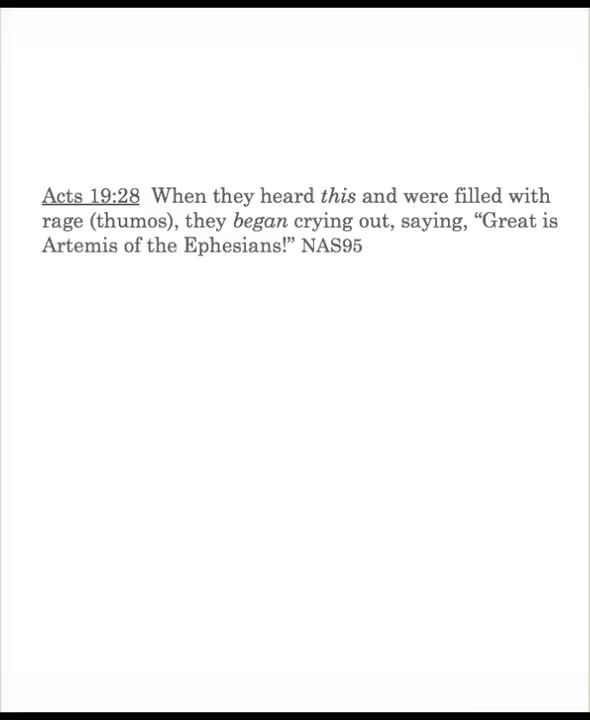 Acts 19:28  When they heard this and were filled with
rage (thumos), they began crying out, saying, “Great is
Artemis of the Ephesians!” NAS95